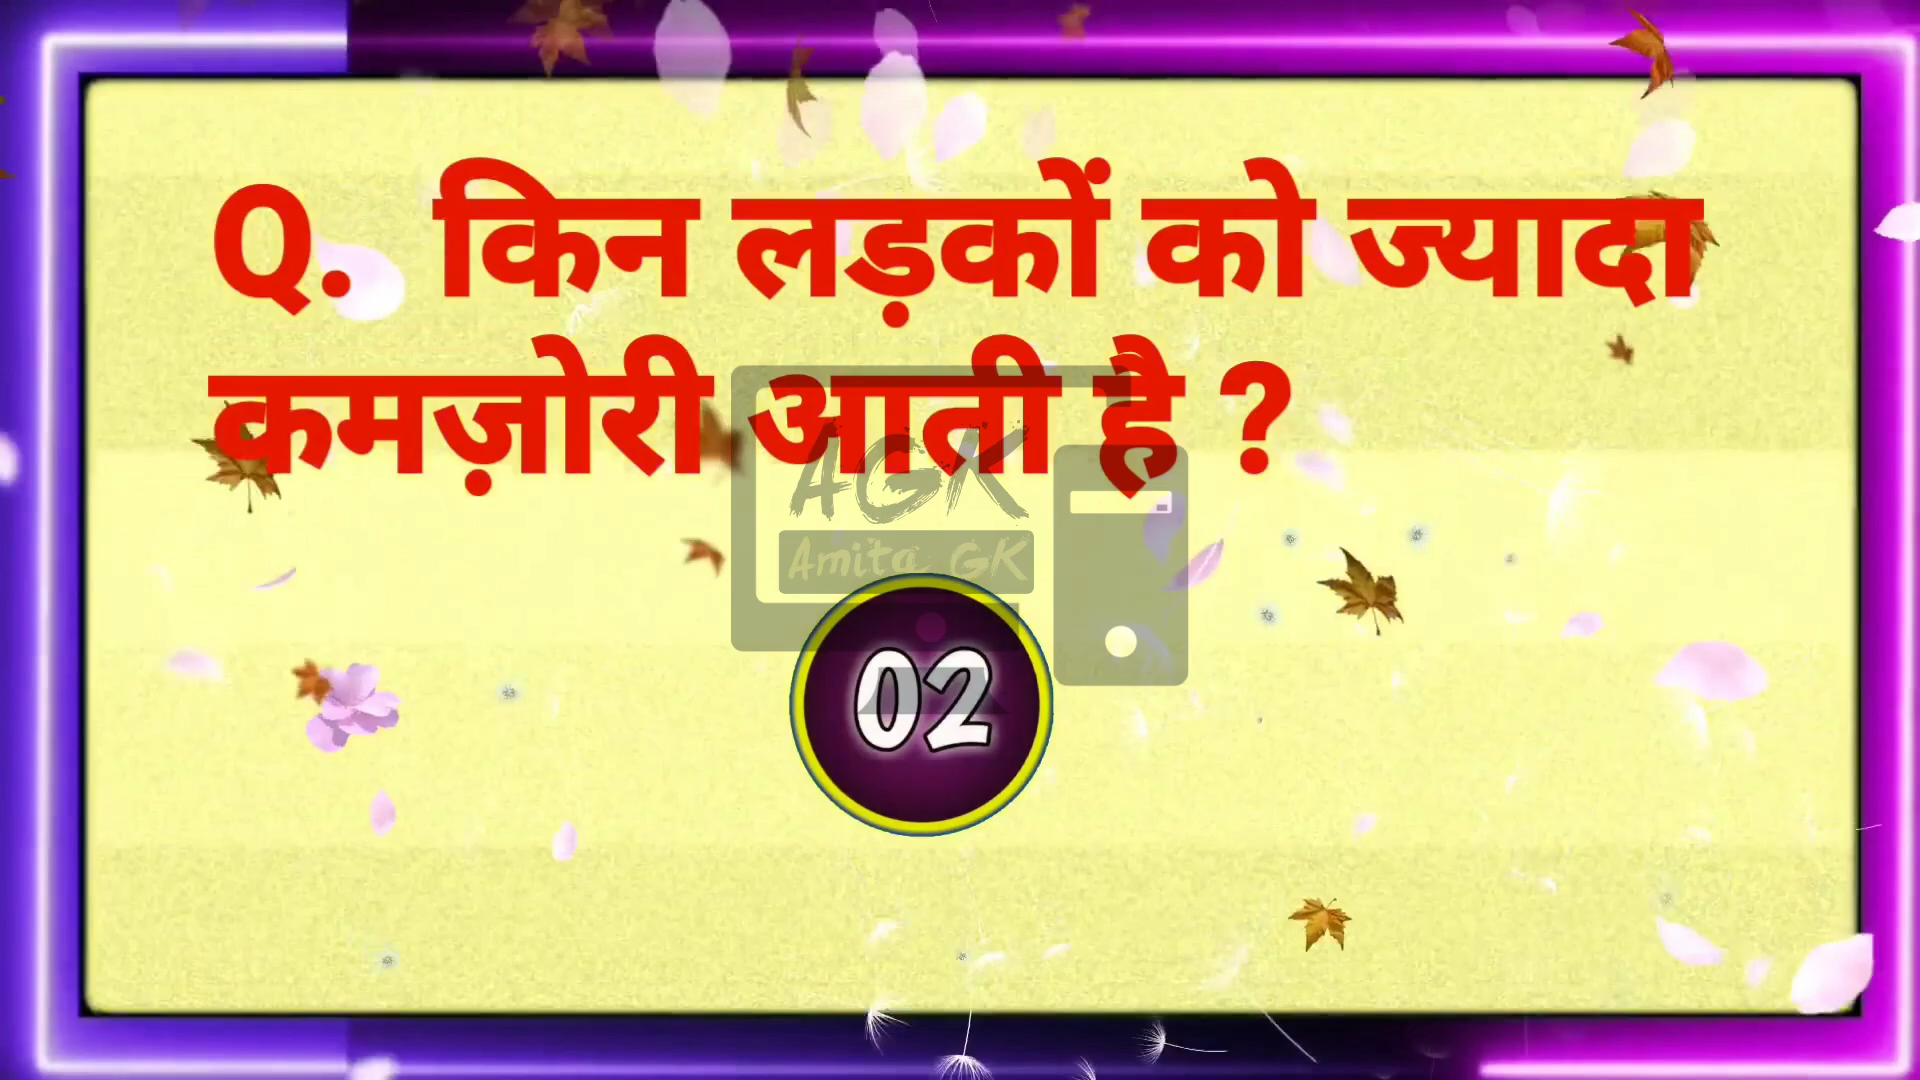 Q. किन लड़कों को ज्यादा
कमज़ोरी आती है ?
AGK
Amita GK
02